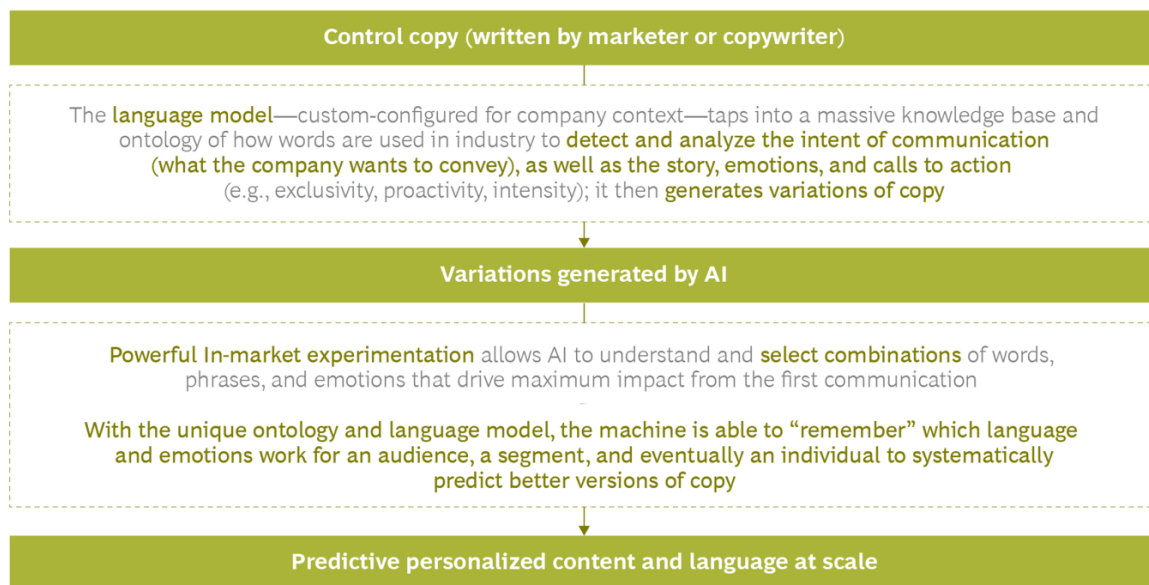 Control copy (written by marketer or copywriter)
The language model—custom-configured for company context—taps into a massive knowledge base and
ontology of how words are used in industry to detect and analyze the intent of communication
(what the company wants to convey), as well as the story, emotions, and calls to action
(e.g., exclusivity, proactivity, intensity); it then generates variations of copy
Variations generated by AI
Powerful In-market experimentation allows AI to understand and select combinations of words,
phrases, and emotions that drive maximum impact from the first communication
With the unique ontology and language model, the machine is able to “remember” which language
and emotions work for an audience, a segment, and eventually an individual to systematically
predict better versions of copy
Predictive personalized content and language at scale